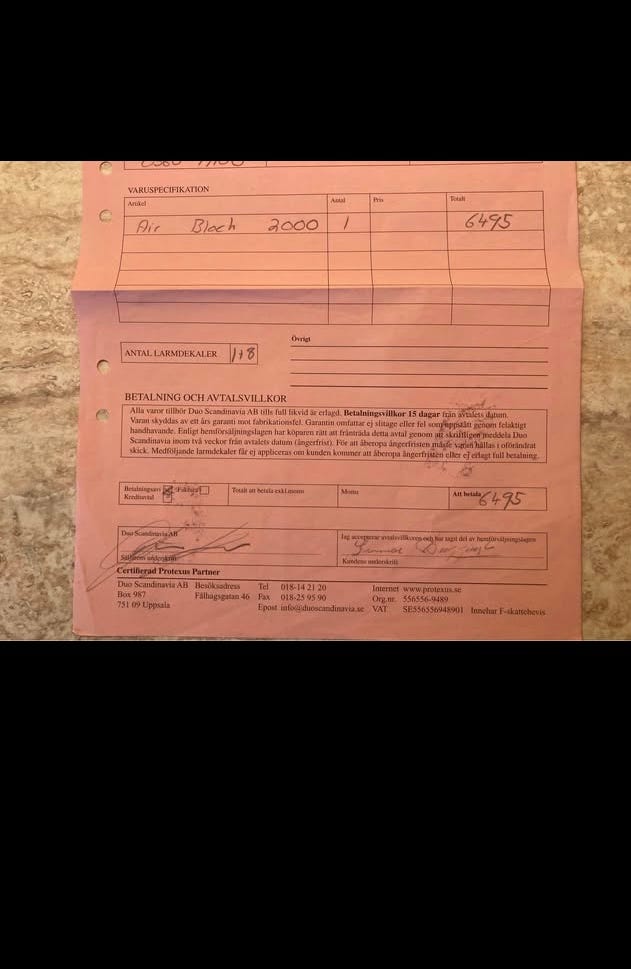 VARUSPECIFIKATION
Artikel Antal Pris Totalt
Air Block 2000 1 6495
Övrigt
ANTAL LARMDEKALER 1+8
BETALNING OCH AVTALSVILLKOR
Alla varor tillhör Duo Scandinavia AB tills full likvid är erlagd. Betalningsvillkor 15 dagar från avtalets datum.
Varan skyddas av ett års garanti mot fabrikationsfel. Garantin omfattar ej slitage eller fel som uppstått genom felaktigt
handhavande. Enligt hemförsäljningslagen har köparen rätt att frånträda detta avtal genom att skriftligen meddela Duo
Scandinavia inom två veckor från avtalets datum (ångerfrist). För att åberopa ångerfristen måste varan hållas i oförändrat
skick. Medföljande larmdekaler får ej appliceras om kunden kommer att åberopa ångerfristen eller ej erlagt full betalning.
Betalningssätt Faktura Totalt att betala exkl.moms Moms Att betala 6495
Kreditavtal
Duo Scandinavia AB Jag accepterar avtalsvillkoren och har tagit del av hemförsäljningslagen
Säljarens underskrift Kundens underskrift
Certifierad Protexus Partner
Duo Scandinavia AB Besöksadress Tel 018-14 21 20 Internet www.protexus.se
Box 987 Fålhagsgatan 46 Fax 018-25 95 90 Org.nr. 556556-9489
751 09 Uppsala Epost info@duoscandinavia.se VAT SE556556948901 Innehar F-skattebevis